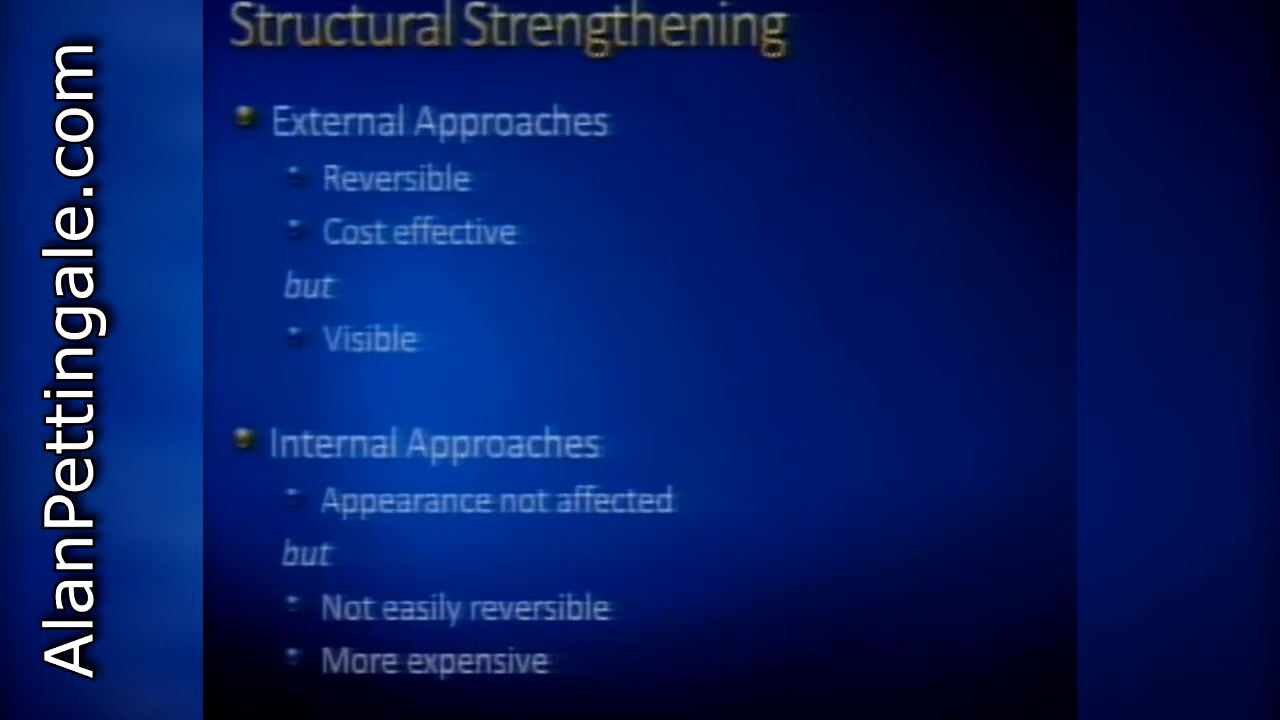 Structural Strengthening
External Approaches
Reversible
Cost effective
but
Visible
Internal Approaches
Appearance not affected
but
Not easily reversible
More expensive
AlanPettingale.com